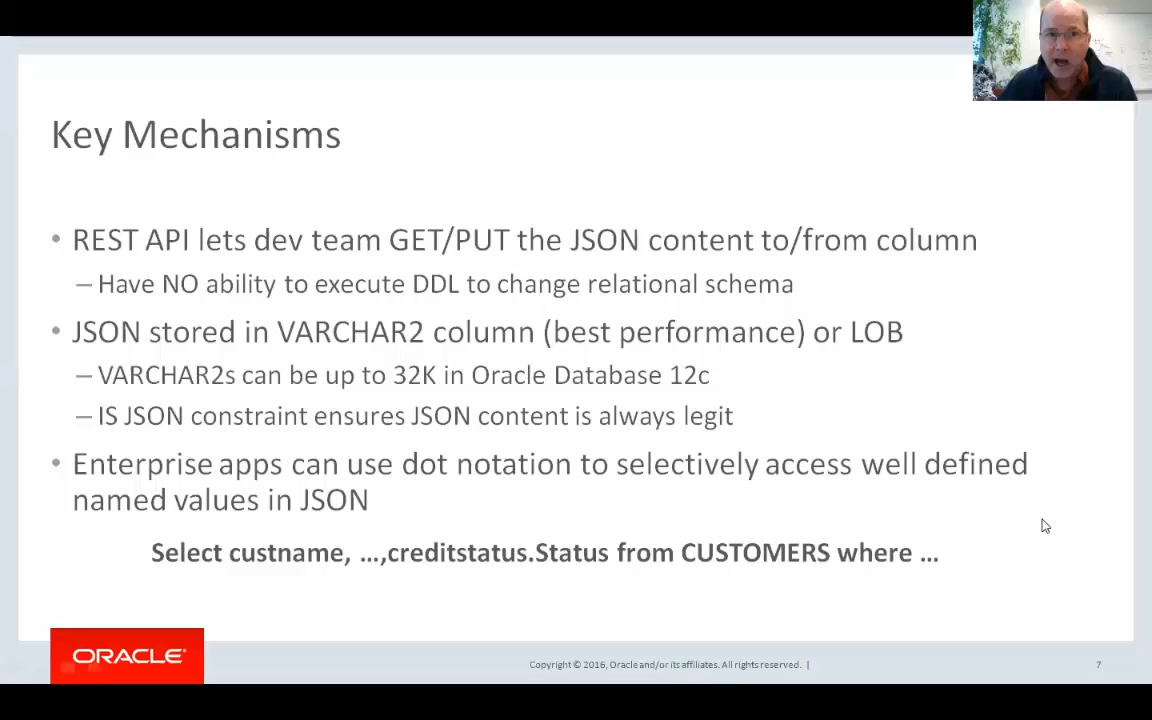 Key Mechanisms
• REST API lets dev team GET/PUT the JSON content to/from column
– Have NO ability to execute DDL to change relational schema
• JSON stored in VARCHAR2 column (best performance) or LOB
– VARCHAR2s can be up to 32K in Oracle Database 12c
– IS JSON constraint ensures JSON content is always legit
• Enterprise apps can use dot notation to selectively access well defined
named values in JSON
Select custname, …,creditstatus.Status from CUSTOMERS where …
ORACLE®
Copyright © 2016, Oracle and/or its affiliates. All rights reserved. |
7